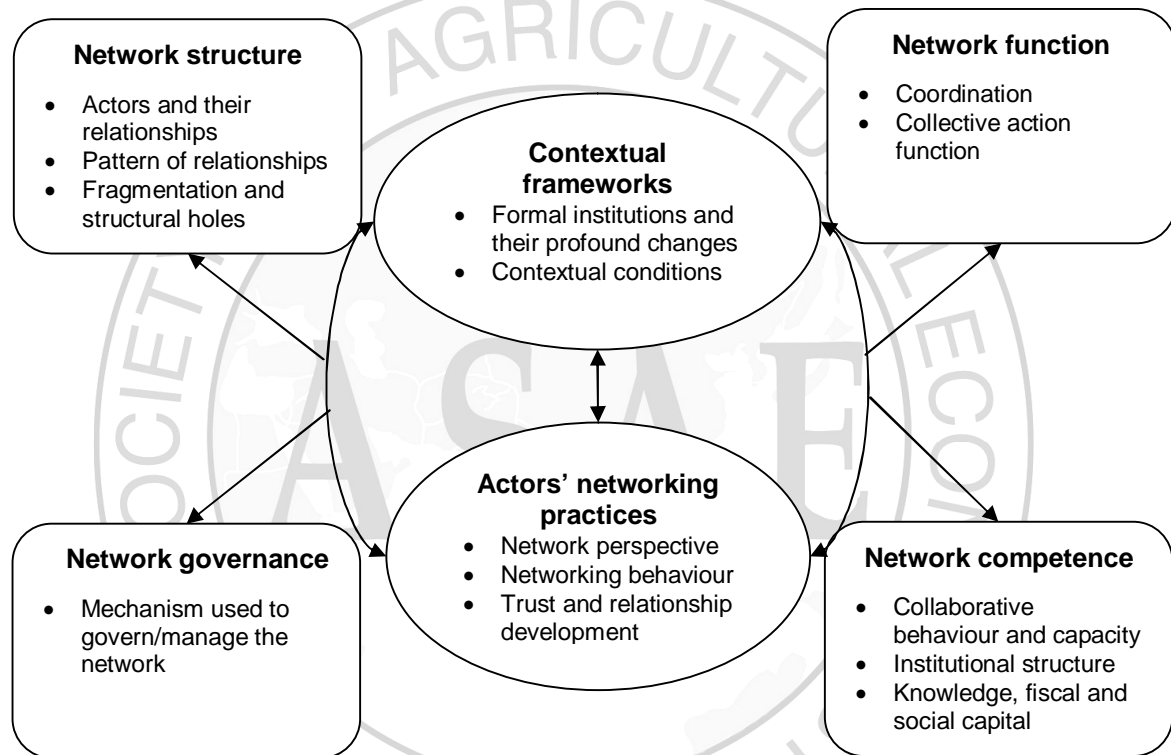 Network structure
• Actors and their
relationships
• Pattern of relationships
• Fragmentation and
structural holes
Network function
• Coordination
• Collective action
function
Contextual
frameworks
• Formal institutions and
their profound changes
• Contextual conditions
Actors’ networking
practices
• Network perspective
• Networking behaviour
• Trust and relationship
development
Network governance
• Mechanism used to
govern/manage the
network
Network competence
• Collaborative
behaviour and capacity
• Institutional structure
• Knowledge, fiscal and
social capital
ASAE
AGRICULTURAL